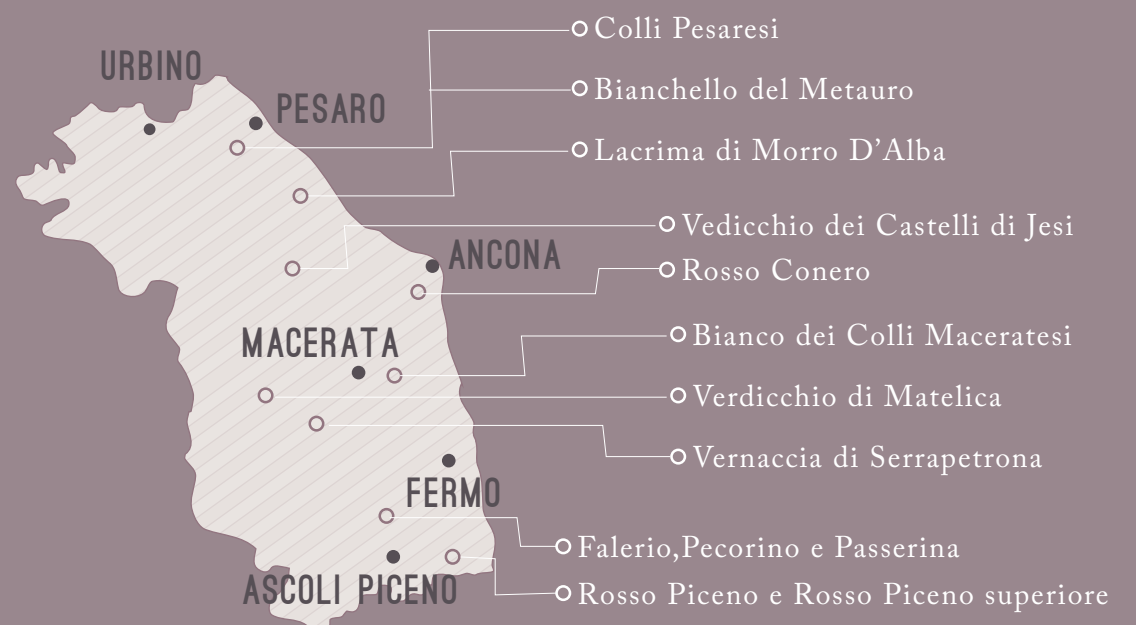 Colli Pesaresi
URBINO
Bianchello del Metauro
PESARO
Lacrima di Morro D’Alba
Vedicchio dei Castelli di Jesi
ANCONA
Rosso Conero
Bianco dei Colli Maceratesi
MACERATA
Verdicchio di Matelica
Vernaccia di Serrapetrona
FERMO
Falerio,Pecorino e Passerina
ASCOLI PICENO
Rosso Piceno e Rosso Piceno superiore